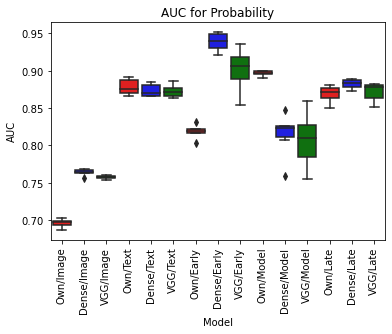 AUC for Probability
AUC
0.95
0.90
0.85
0.80
0.75
0.70
Own/Image
Dense/Image
VGG/Image
Own/Text
Dense/Text
VGG/Text
Own/Early
Dense/Early
VGG/Early
Own/Model
Dense/Model
VGG/Model
Own/Late
Dense/Late
VGG/Late
Model